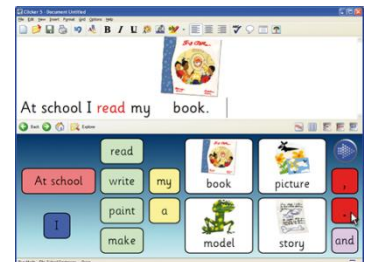 Clicker 5 - Document Untitled
File Edit View Insert Format Grid Options Help
B I U
At school I read my book.
Back Explorer
read
At school write my book picture ,
I paint a .
make model story and